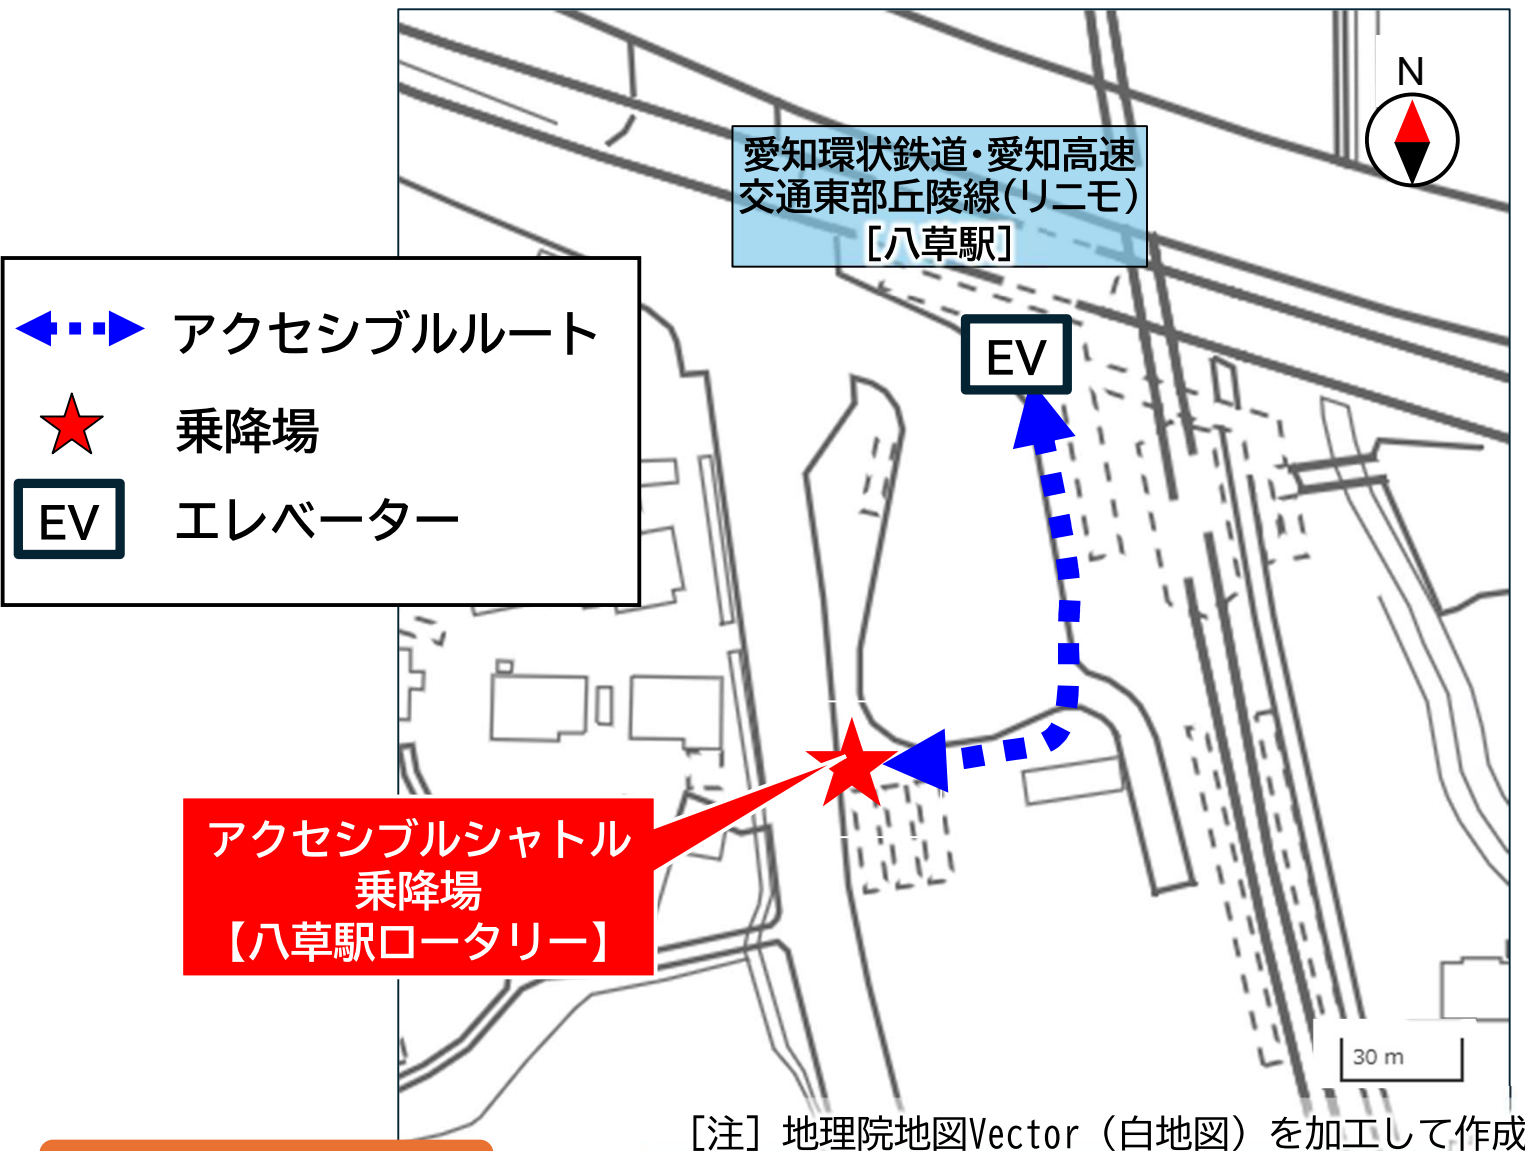 N
愛知環状鉄道・愛知高速
交通東部丘陵線(リニモ)
[八草駅]
EV
アクセシブルルート
乗降場
EV
エレベーター
アクセシブルシャトル
乗降場
【八草駅ロータリー】
30 m
[注] 地理院地図Vector（白地図）を加工して作成